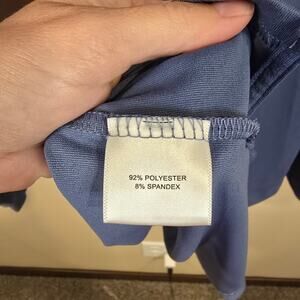 92% POLYESTER
8% SPANDEX